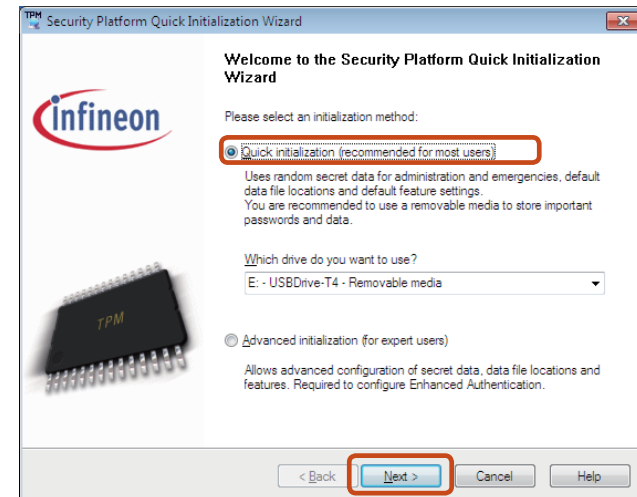 TPM Security Platform Quick Initialization Wizard
Welcome to the Security Platform Quick Initialization
Wizard
infineon
Please select an initialization method:
Quick initialization (recommended for most users)
Uses random secret data for administration and emergencies, default
data file locations and default feature settings.
You are recommended to use a removable media to store important
passwords and data.
Which drive do you want to use?
E: - USBDrive-T4 - Removable media
TPM
Advanced initialization (for expert users)
Allows advanced configuration of secret data, data file locations and
features. Required to configure Enhanced Authentication.
< Back
Next >
Cancel
Help